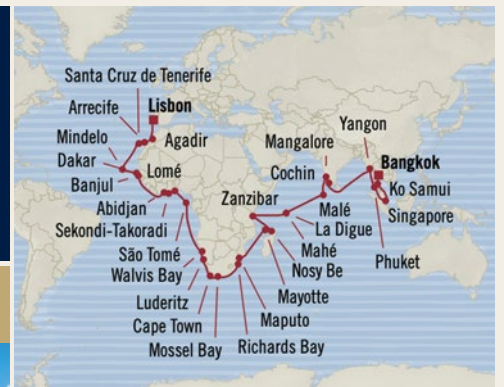 Santa Cruz de Tenerife
Arrecife
Lisbon
Mindelo
Agadir
Dakar
Lomé
Banjul
Abidjan
Sekondi-Takoradi
São Tomé
Walvis Bay
Luderitz
Cape Town
Mossel Bay
Richards Bay
Maputo
Mayotte
Nosy Be
Mahé
La Digue
Zanzibar
Malé
Cochin
Mangalore
Yangon
Bangkok
Ko Samui
Singapore
Phuket